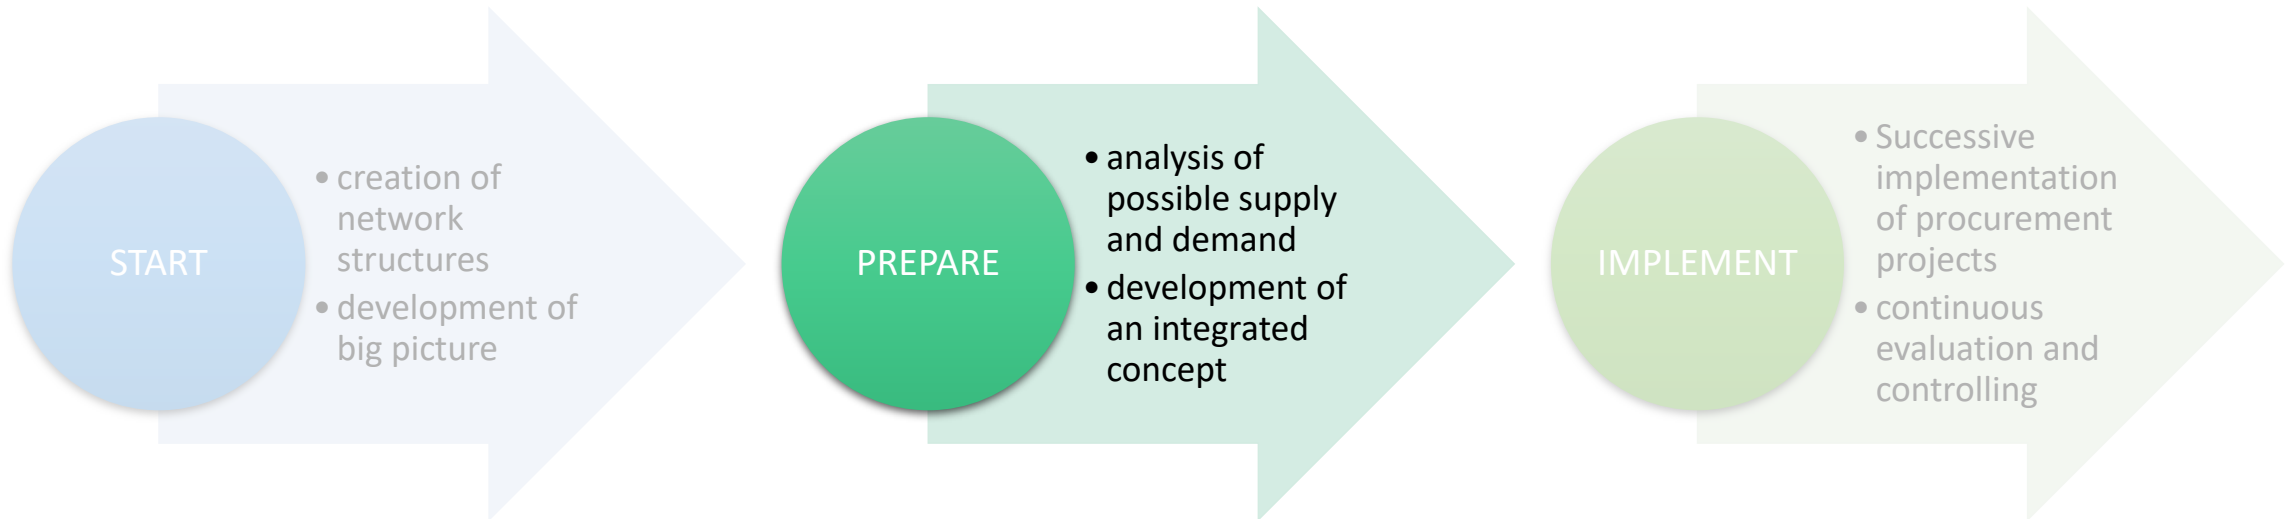 START
• creation of
network
structures
• development of
big picture
PREPARE
• analysis of
possible supply
and demand
• development of
an integrated
concept
IMPLEMENT
• Successive
implementation
of procurement
projects
• continuous
evaluation and
controlling